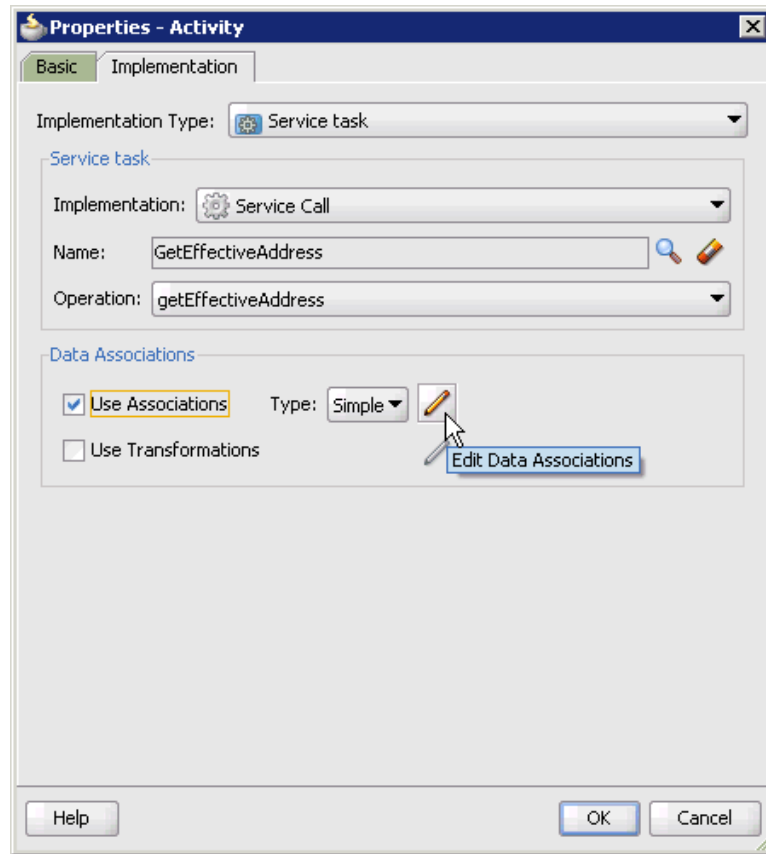 Properties - Activity
Basic Implementation
Implementation Type: Service task
Service task
Implementation: Service Call
Name: GetEffectiveAddress
Operation: getEffectiveAddress
Data Associations
Use Associations Type: Simple
Use Transformations
Edit Data Associations
Help OK Cancel